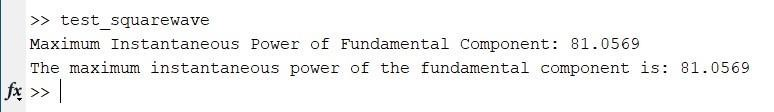 >> test_squarewave
Maximum Instantaneous Power of Fundamental Component: 81.0569
The maximum instantaneous power of the fundamental component is: 81.0569
fx >>